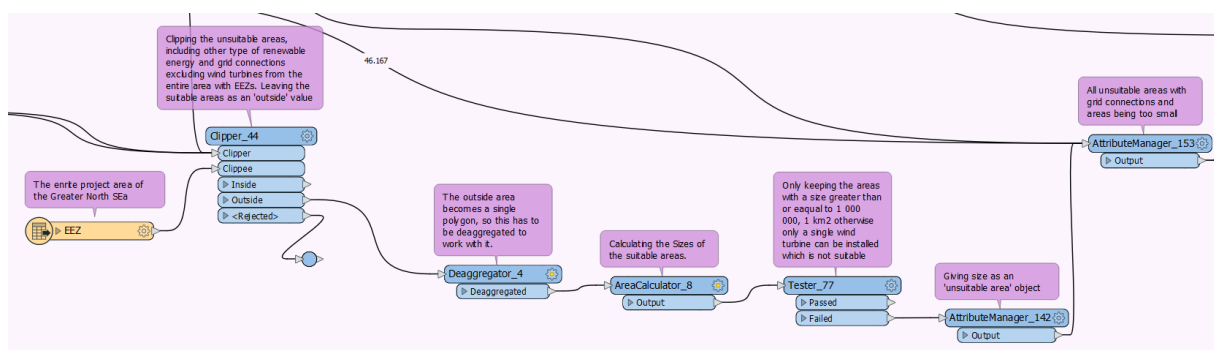 Clipping the unsuitable areas,
including other type of renewable
energy and grid connections
excluding wind turbines from the
entire area with EEZs. Leaving the
suitable areas as an 'outside' value
46.167
All unsuitable areas with
grid connections and
areas being too small
Clipper_44
Clipper
Clippee
Inside
Outside
<Rejected>
AttributeManager_153
Output
The enrte project area of
the Greater North SEa
EEZ
The outside area
becomes a single
polygon, so this has to
be deaggregated to
work with it.
Deaggregator_4
Deaggregated
Calculating the Sizes of
the suitable areas.
AreaCalculator_8
Output
Only keeping the areas
with a size greater than
or eaqual to 1 000
000, 1 km2 otherwise
only a single wind
turbine can be installed
which is not suitable
Tester_77
Passed
Failed
Giving size as an
'unsuitable area' object
AttributeManager_142
Output